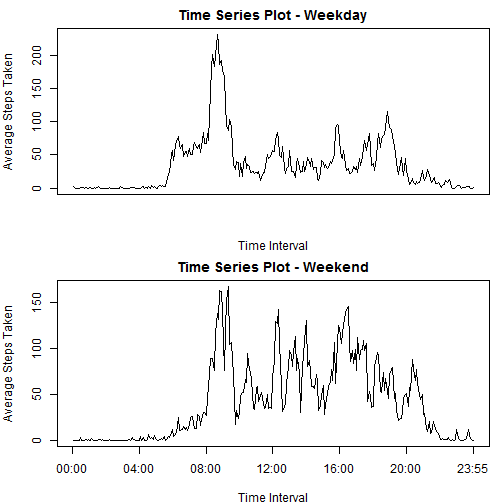 Time Series Plot - Weekday
Average Steps Taken
200
150
100
50
0
Time Interval
Time Series Plot - Weekend
Average Steps Taken
150
100
50
0
00:00 04:00 08:00 12:00 16:00 20:00 23:55
Time Interval